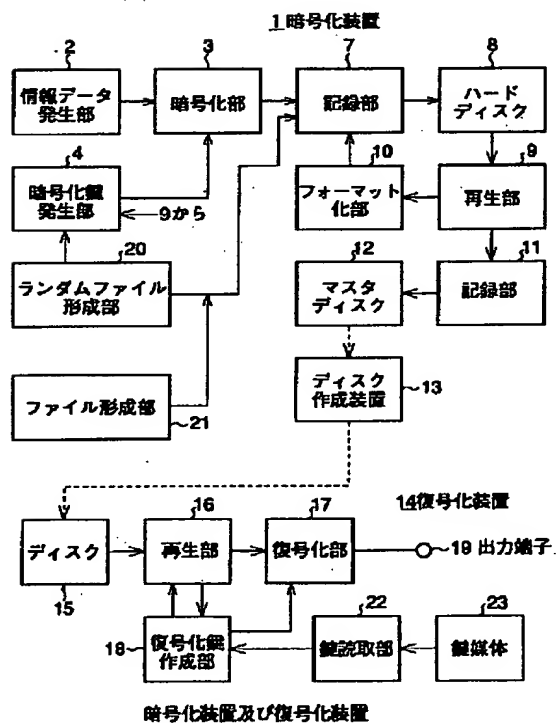 1 暗号化装置
2
情報データ
発生部
3
暗号化部
7
記録部
8
ハード
ディスク
4
暗号化鍵
発生部
9から
10
フォーマット
化部
9
再生部
20
ランダムファイル
形成部
12
マスタ
ディスク
11
記録部
ファイル形成部
21
ディスク
作成装置
13
14復号化装置
ディスク
15
16
再生部
17
復号化部
19 出力端子
18
復号化鍵
作成部
22
鍵読取部
23
鍵媒体
暗号化装置及び復号化装置